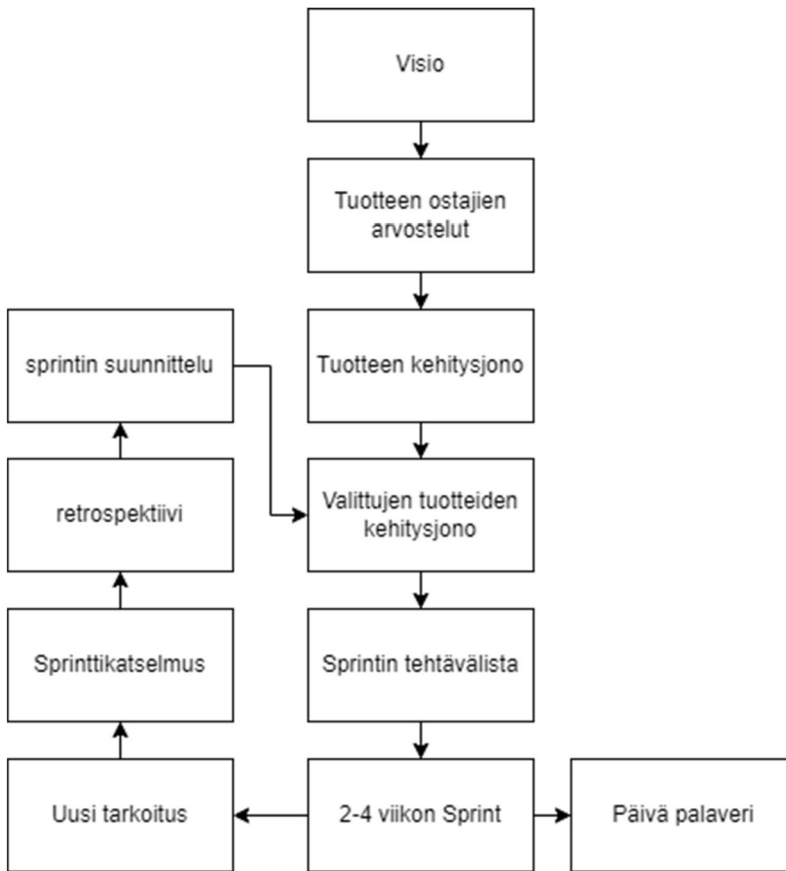 Visio
Tuotteen ostajien
arvostelut
sprintin suunnittelu
Tuotteen kehitysjono
retrospektiivi
Valittujen tuotteiden
kehitysjono
Sprinttikatselmus
Sprintin tehtävälista
Uusi tarkoitus
2-4 viikon Sprint
Päivä palaveri